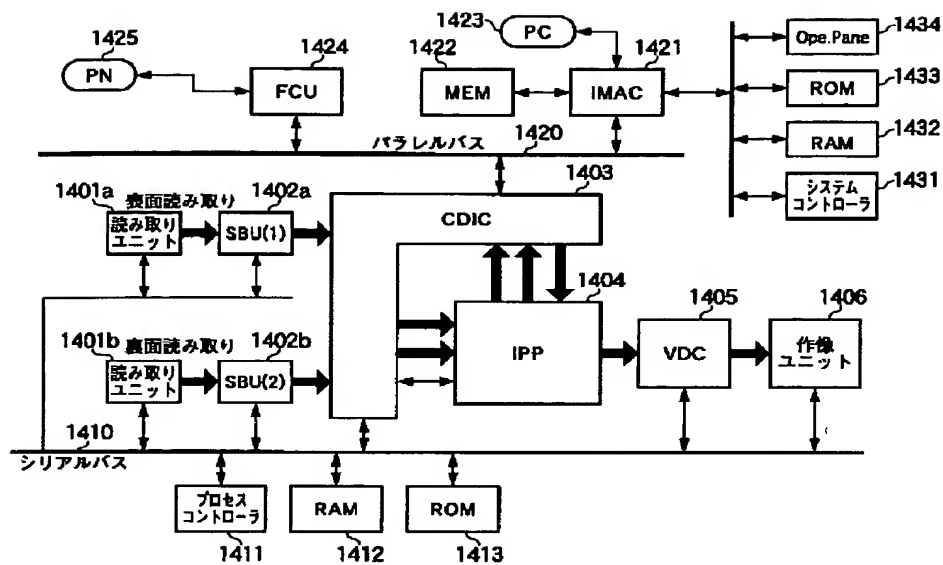 1423
PC
1434
Ope.Pane
1425
PN
1424
FCU
1422
MEM
1421
IMAC
1433
ROM
1432
RAM
1431
システム
コントローラ
1420
パラレルバス
1401a
表面読み取り
1402a
読み取り
ユニット
SBU(1)
1403
CDIC
1404
IPP
1405
VDC
1406
作像
ユニット
1401b
裏面読み取り
1402b
読み取り
ユニット
SBU(2)
1410
シリアルバス
プロセス
コントローラ
1411
RAM
1412
ROM
1413